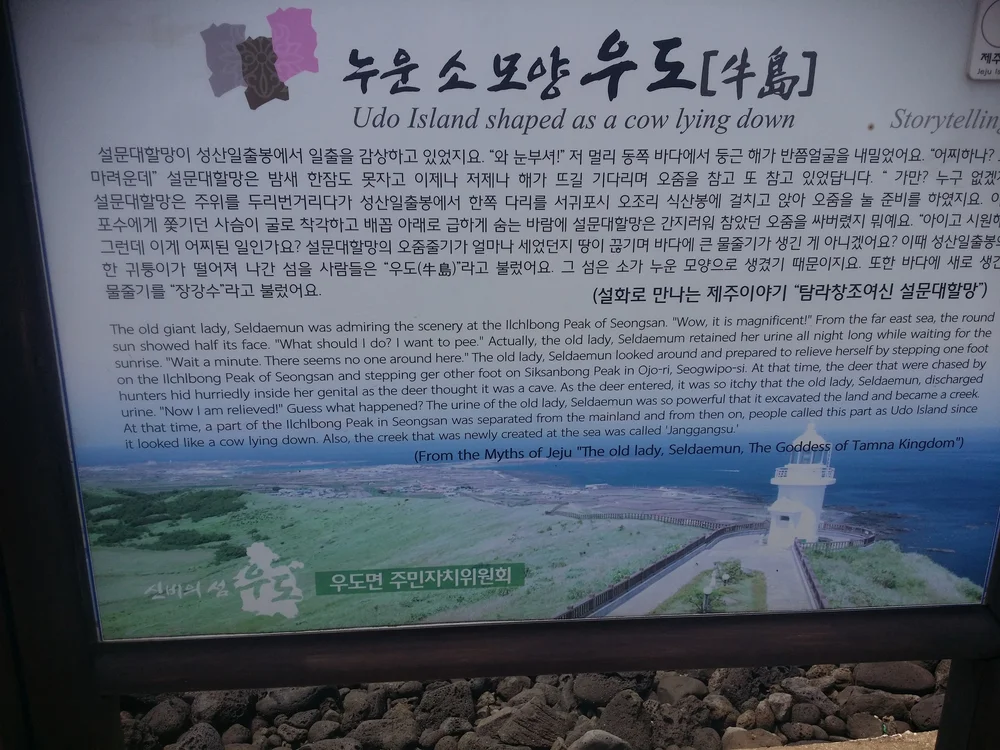 누운 소 모양 우도[牛島]
Udo Island shaped as a cow lying down
Storytellin
제주
Jeju Is
설문대할망이 성산일출봉에서 일출을 감상하고 있었지요. “와 눈부셔!” 저 멀리 동쪽 바다에서 둥근 해가 반쯤얼굴을 내밀었어요. “어찌하나?
마려운데” 설문대할망은 밤새 한잠도 못자고 이제나 저제나 해가 뜨길 기다리며 오줌을 참고 또 참고 있었답니다. “ 가만? 누구 없겠지
설문대할망은 주위를 두리번거리다가 성산일출봉에서 한쪽 다리를 서귀포시 오조리 식산봉에 걸치고 앉아 오줌을 눌 준비를 하였지요.
포수에게 쫓기던 사슴이 굴로 착각하고 배꼽 아래로 급하게 숨는 바람에 설문대할망은 간지러워 참았던 오줌을 싸버렸지 뭐예요. “아이고 시원하
그런데 이게 어찌된 일인가요? 설문대할망의 오줌줄기가 얼마나 세었던지 땅이 끊기며 바다에 큰 물줄기가 생긴 게 아니겠어요? 이때 성산일출봉의
한 귀퉁이가 떨어져 나간 섬을 사람들은 “우도(牛島)”라고 불렀어요. 그 섬은 소가 누운 모양으로 생겼기 때문이지요. 또한 바다에 새로 생긴
물줄기를 “장강수”라고 불렀어요.
(설화로 만나는 제주이야기 “탐라창조여신 설문대할망”)
The old giant lady, Seldaemun was admiring the scenery at the Ilchlbong Peak of Seongsan. "Wow, it is magnificent!" From the far east sea, the round
sun showed half its face. "What should I do? I want to pee." Actually, the old lady, Seldaemum retained her urine all night long while waiting for the
sunrise. "Wait a minute. There seems no one around here." The old lady, Seldaemun looked around and prepared to relieve herself by stepping one foot
on the Ilchlbong Peak of Seongsan and stepping ger other foot on Siksanbong Peak in Ojo-ri, Seogwipo-si. At that time, the deer that were chased by
hunters hid hurriedly inside her genital as the deer thought it was a cave. As the deer entered, it was so itchy that the old lady, Seldaemun, discharged
urine. "Now I am relieved!" Guess what happened? The urine of the old lady, Seldaemun was so powerful that it excavated the land and became a creek.
At that time, a part of the Ilchlbong Peak in Seongsan was separated from the mainland and from then on, people called this part as Udo Island since
it looked like a cow lying down. Also, the creek that was newly created at the sea was called 'Janggangsu.'
(From the Myths of Jeju "The old lady, Seldaemun, The Goddess of Tamna Kingdom")
신비의 섬 우도
우도면 주민자치위원회